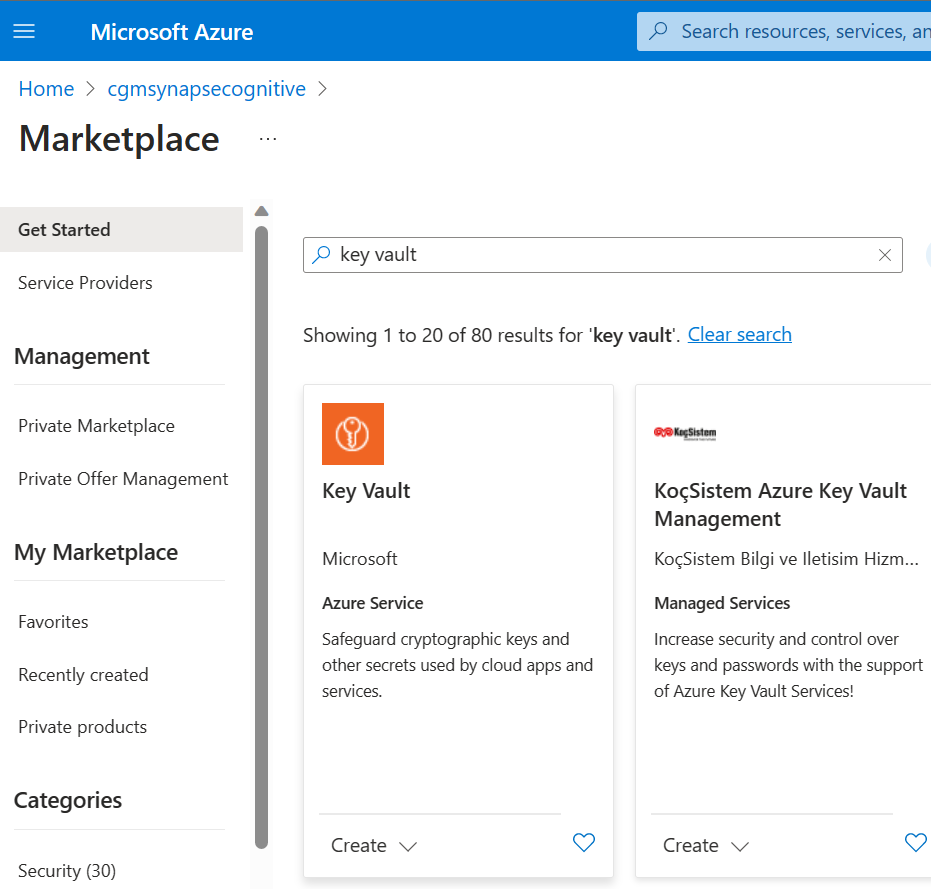 Microsoft Azure
Search resources, services, an
Home > cgmsynapsecognitive >
Marketplace ...
Get Started
Service Providers
Management
Private Marketplace
Private Offer Management
My Marketplace
Favorites
Recently created
Private products
Categories
Security (30)
key vault
Showing 1 to 20 of 80 results for 'key vault'. Clear search
Key Vault
Microsoft
Azure Service
Safeguard cryptographic keys and
other secrets used by cloud apps and
services.
Create
KoçSistem
KoçSistem Azure Key Vault
Management
KoçSistem Bilgi ve Iletisim Hizm...
Managed Services
Increase security and control over
keys and passwords with the support
of Azure Key Vault Services!
Create